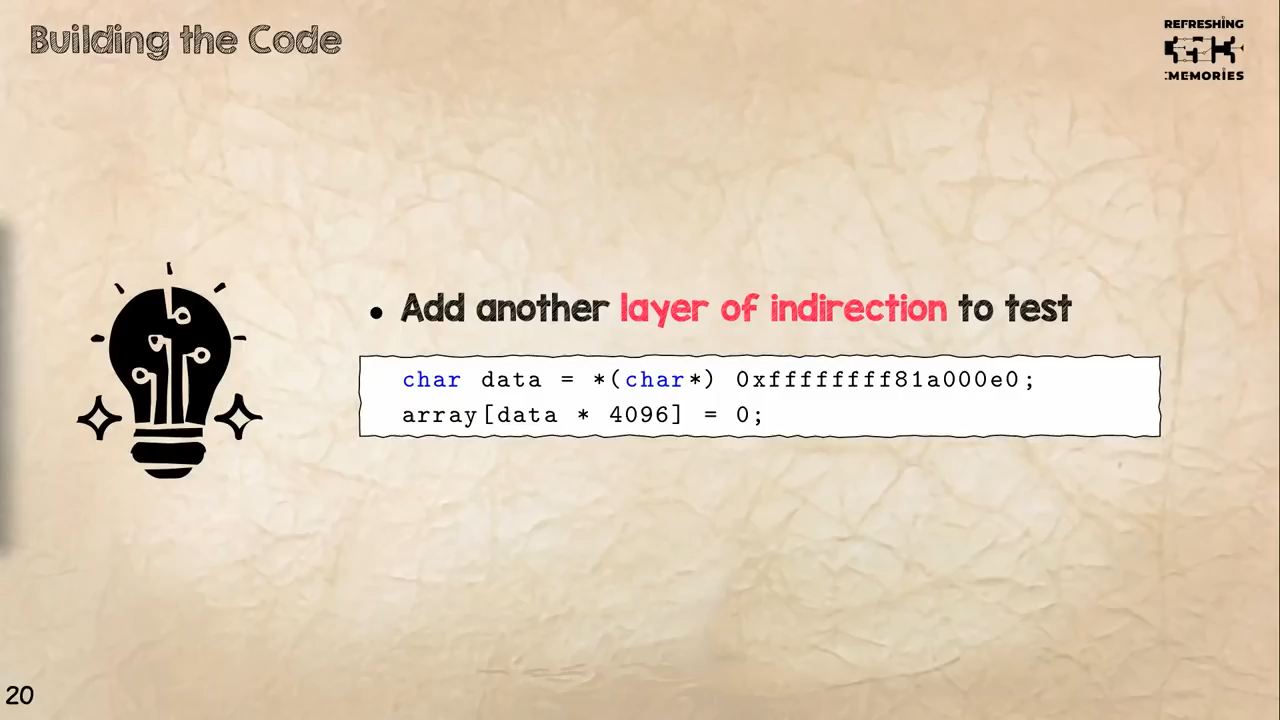 Building the Code
REFRESHING
:MEMORIES
• Add another layer of indirection to test
char data = *(char*) 0xffffffff81a000e0;
array[data * 4096] = 0;
20